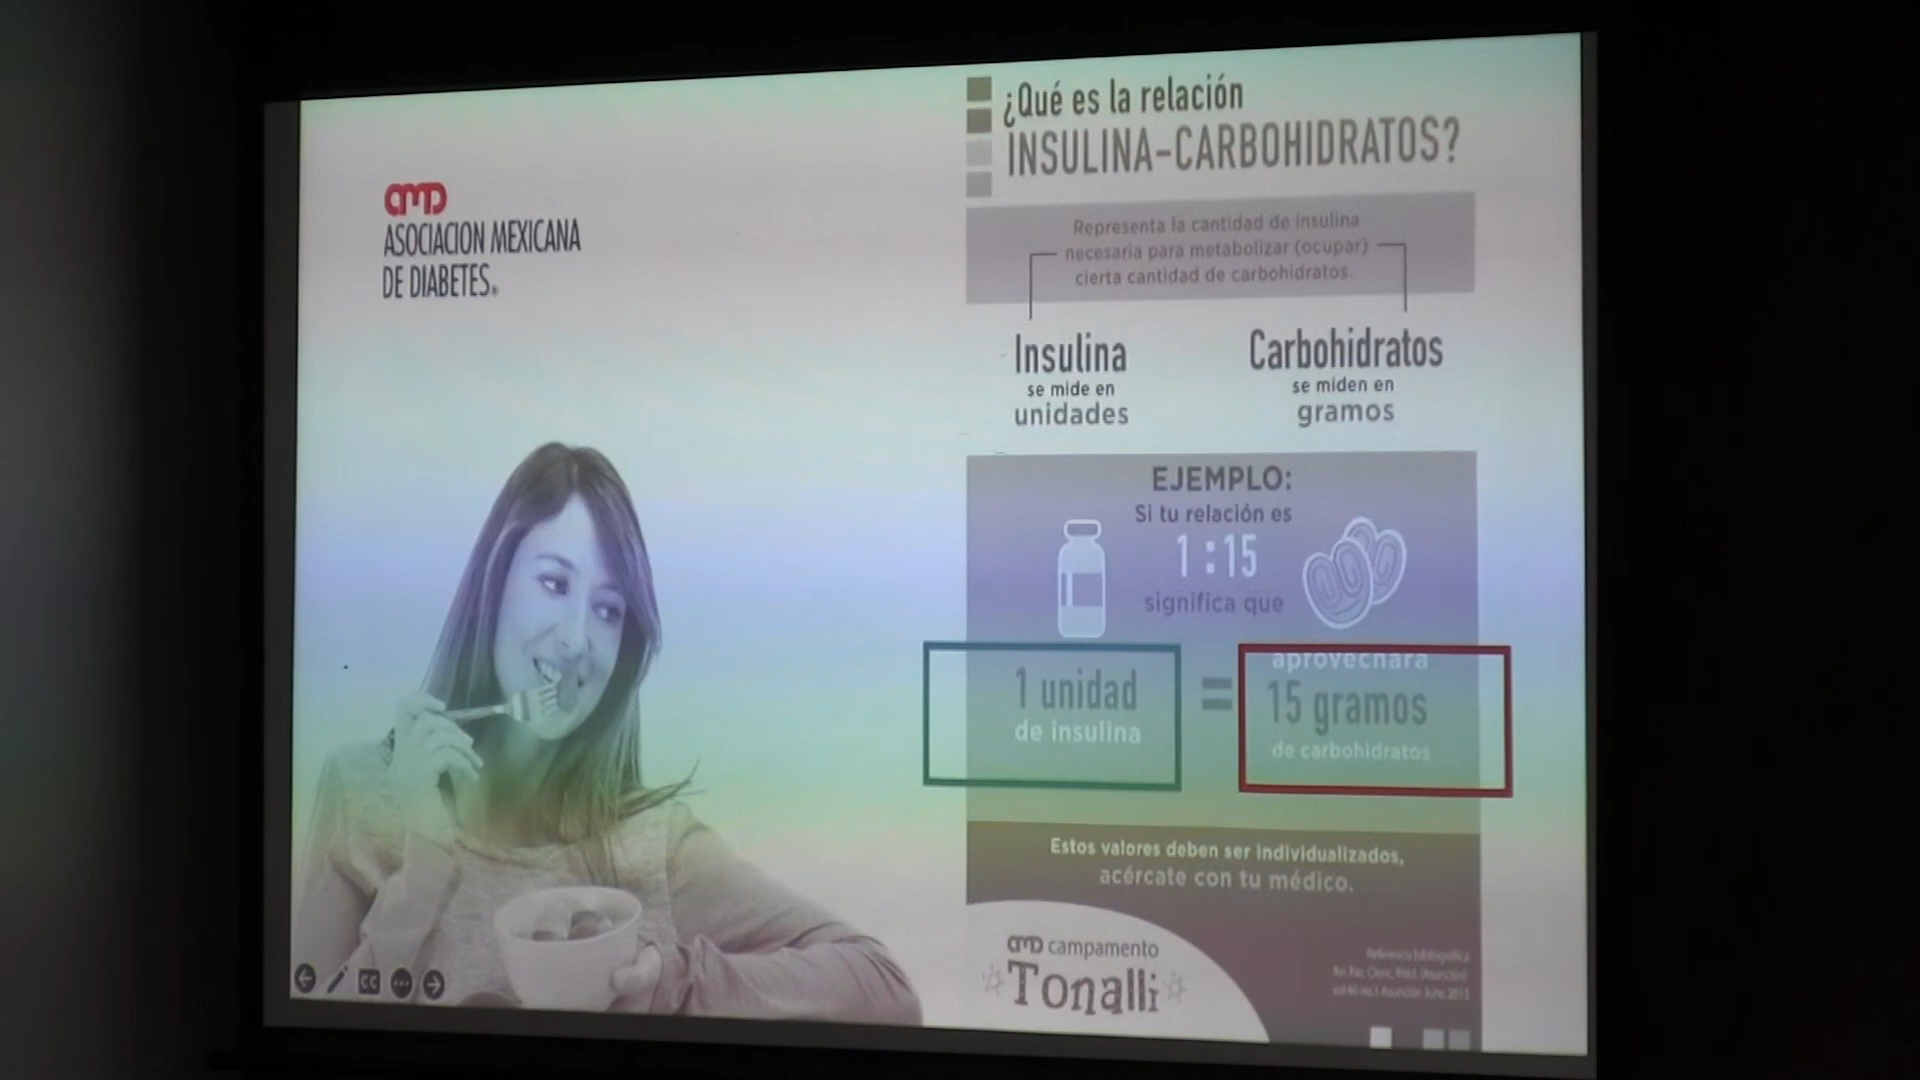 amD
ASOCIACION MEXICANA
DE DIABETES®
¿Qué es la relación
INSULINA-CARBOHIDRATOS?
Representa la cantidad de insulina
necesaria para metabolizar (ocupar)
cierta cantidad de carbohidratos.
Insulina
se mide en
unidades
Carbohidratos
se miden en
gramos
EJEMPLO:
Si tu relación es
1:15
significa que
1 unidad
de insulina
=
aprovechará
15 gramos
de carbohidratos
Estos valores deben ser individualizados,
acércate con tu médico.
amD campamento
Tonalli
Referencia bibliográfica
CC